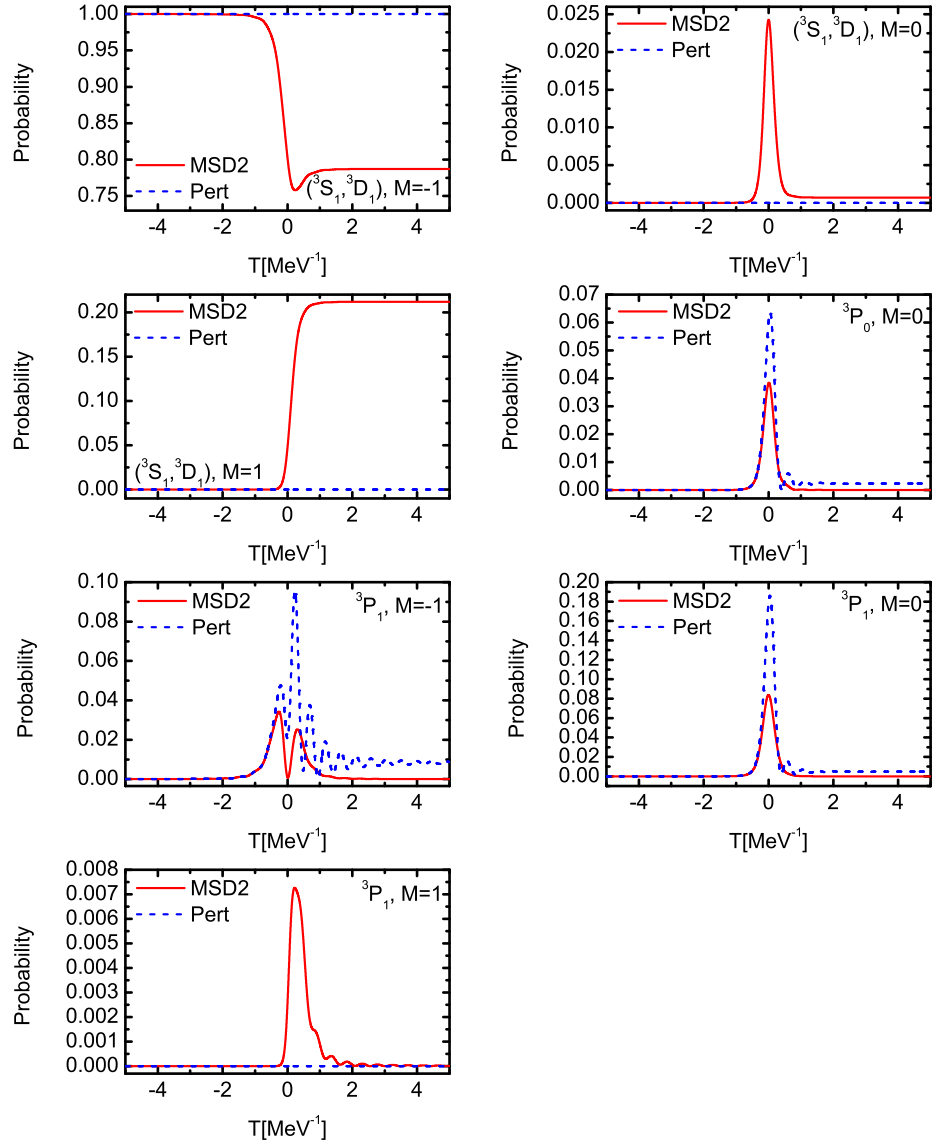 1.00
0.95
0.90
0.85
0.80
0.75
Probability
MSD2
Pert
(³S₁,³D₁), M=-1
-4 -2 0 2 4
T[MeV⁻¹]
0.025
0.020
0.015
0.010
0.005
0.000
Probability
MSD2
Pert
(³S₁,³D₁), M=0
-4 -2 0 2 4
T[MeV⁻¹]
0.20
0.15
0.10
0.05
0.00
Probability
MSD2
Pert
(³S₁,³D₁), M=1
-4 -2 0 2 4
T[MeV⁻¹]
0.07
0.06
0.05
0.04
0.03
0.02
0.01
0.00
Probability
MSD2
Pert
³P₀, M=0
-4 -2 0 2 4
T[MeV⁻¹]
0.10
0.08
0.06
0.04
0.02
0.00
Probability
MSD2
Pert
³P₁, M=-1
-4 -2 0 2 4
T[MeV⁻¹]
0.20
0.18
0.16
0.14
0.12
0.10
0.08
0.06
0.04
0.02
0.00
Probability
MSD2
Pert
³P₁, M=0
-4 -2 0 2 4
T[MeV⁻¹]
0.008
0.007
0.006
0.005
0.004
0.003
0.002
0.001
0.000
Probability
MSD2
Pert
³P₁, M=1
-4 -2 0 2 4
T[MeV⁻¹]